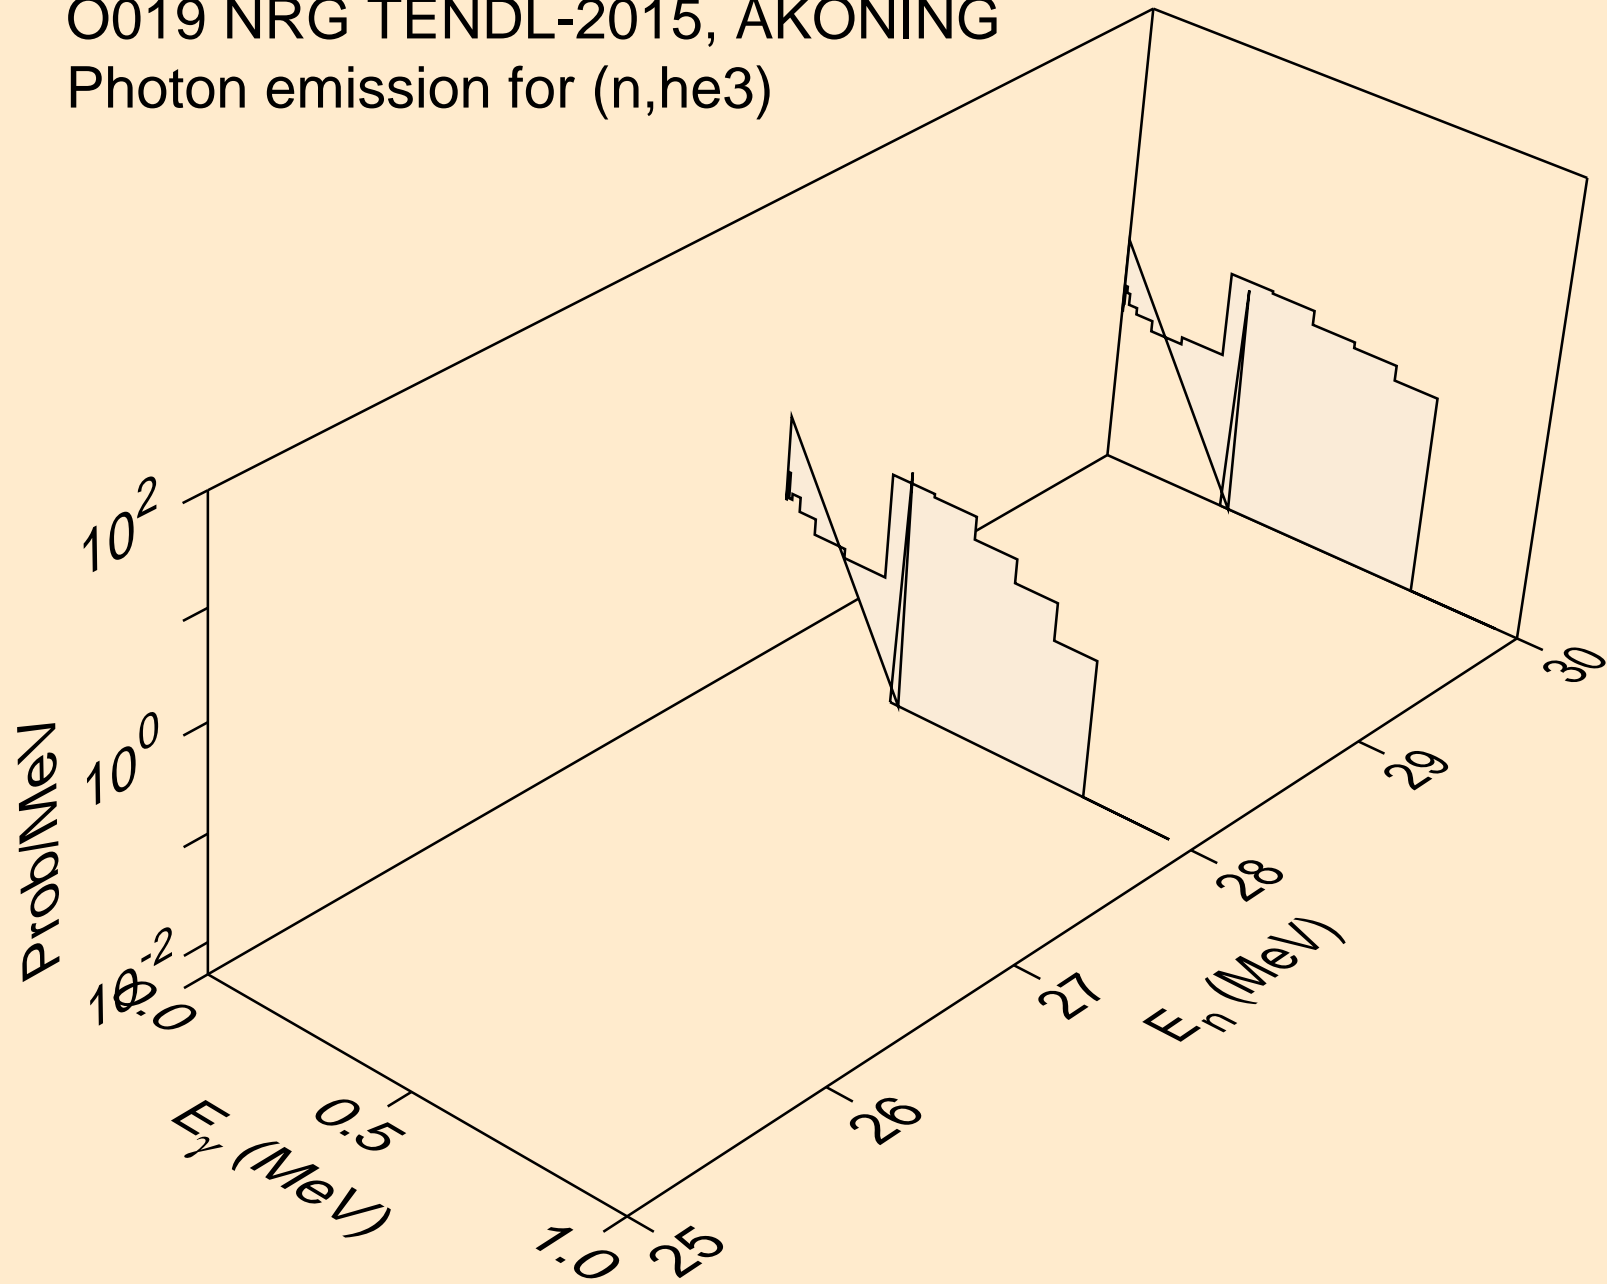 O019 NRG TENDL-2015, AKONING
Photon emission for (n,he3)
Prob/MeV
10^2
10^0
10^-2
0.0
0.5
1.0
E_γ (MeV)
25
26
27
28
29
30
E_n (MeV)